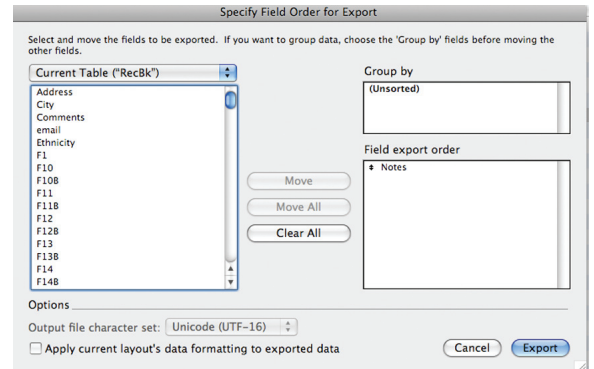 Specify Field Order for Export
Select and move the fields to be exported. If you want to group data, choose the 'Group by' fields before moving the
other fields.
Current Table ("RecBk")
Address
City
Comments
email
Ethnicity
F1
F10
F10B
F11
F11B
F12
F12B
F13
F13B
F14
F14B
Move
Move All
Clear All
Group by
(Unsorted)
Field export order
Notes
Options
Output file character set: Unicode (UTF-16)
Apply current layout's data formatting to exported data
Cancel
Export